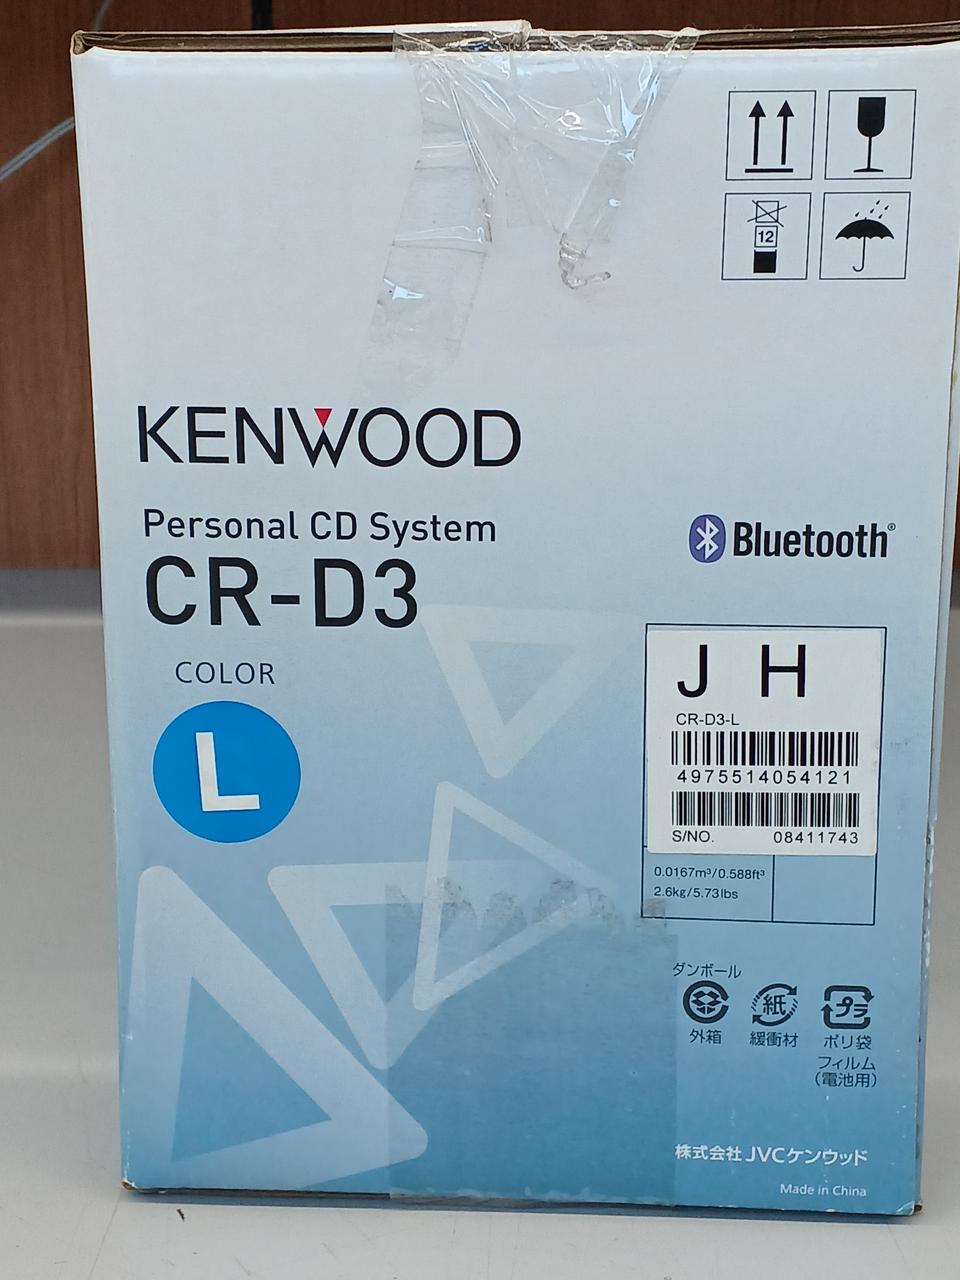 12
KENWOOD
Personal CD System
CR-D3
Bluetooth®
COLOR
L
J H
CR-D3-L
4975514054121
S/NO. 08411743
0.0167m³/0.588ft³
2.6kg/5.73lbs
ダンボール
外箱
紙
緩衝材
プラ
ポリ袋
フィルム
(電池用)
株式会社JVCケンウッド
Made in China